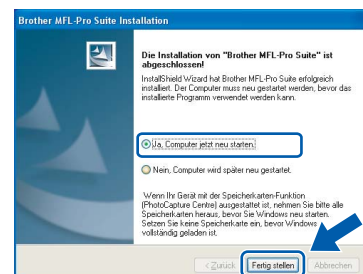 Brother MFL-Pro Suite Installation
Die Installation von "Brother MFL-Pro Suite" ist
abgeschlossen!
InstallShield Wizard hat Brother MFL-Pro Suite erfolgreich
installiert. Der Computer muss neu gestartet werden, bevor das
installierte Programm verwendet werden kann.
Ja, Computer jetzt neu starten.
Nein, Computer wird später neu gestartet.
Wenn Ihr Gerät mit der Speicherkarten-Funktion
(PhotoCapture Centre) ausgestattet ist, nehmen Sie bitte alle
Speicherkarten heraus, bevor Sie Windows neu starten.
Setzen Sie keine Speicherkarte ein, bevor Windows
vollständig geladen ist.
< Zurück Fertig stellen Abbrechen